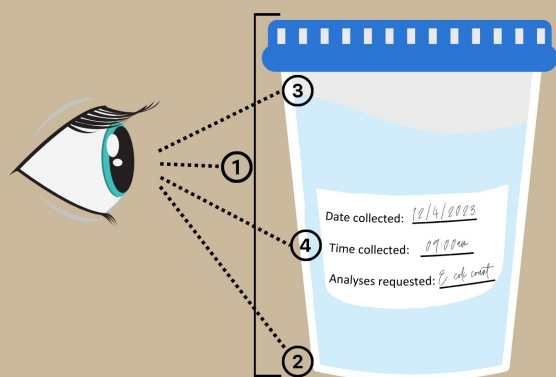 3
1
Date collected: 12/4/2023
4
Time collected: 09:00am
Analyses requested: E coli count
2